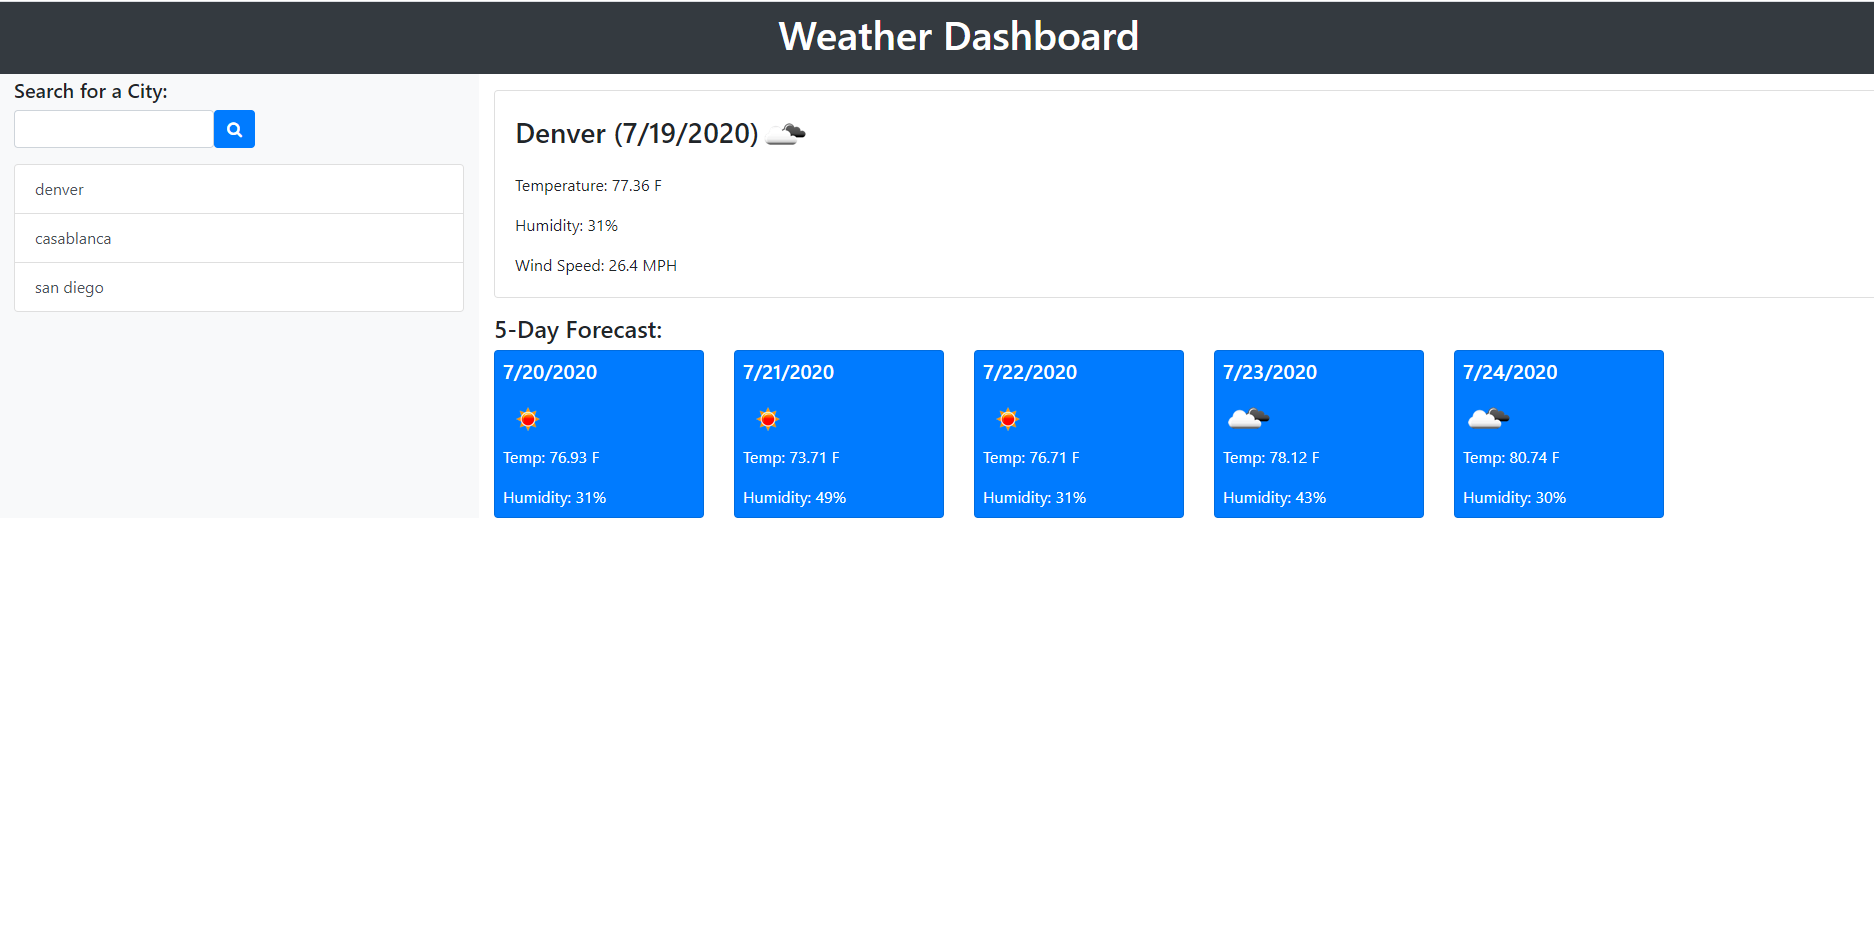 Weather Dashboard
Search for a City:
denver
casablanca
san diego
Denver (7/19/2020)
Temperature: 77.36 F
Humidity: 31%
Wind Speed: 26.4 MPH
5-Day Forecast:
7/20/2020
Temp: 76.93 F
Humidity: 31%
7/21/2020
Temp: 73.71 F
Humidity: 49%
7/22/2020
Temp: 76.71 F
Humidity: 31%
7/23/2020
Temp: 78.12 F
Humidity: 43%
7/24/2020
Temp: 80.74 F
Humidity: 30%